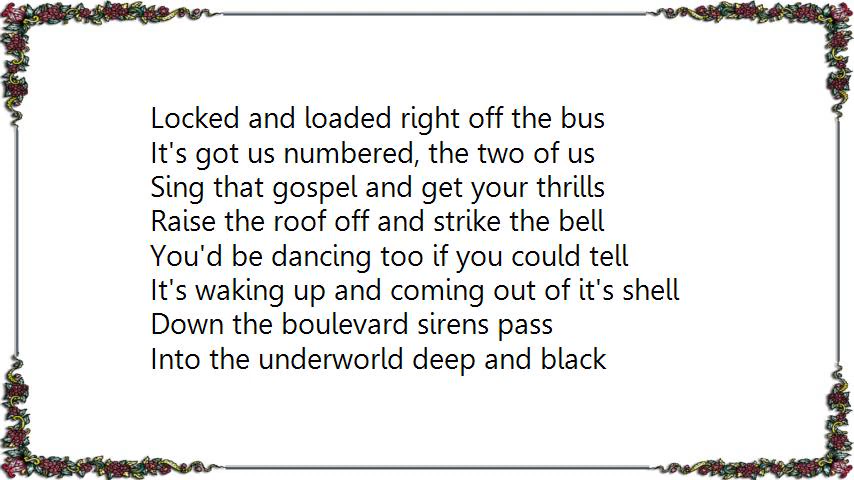 Locked and loaded right off the bus
It's got us numbered, the two of us
Sing that gospel and get your thrills
Raise the roof off and strike the bell
You'd be dancing too if you could tell
It's waking up and coming out of it's shell
Down the boulevard sirens pass
Into the underworld deep and black